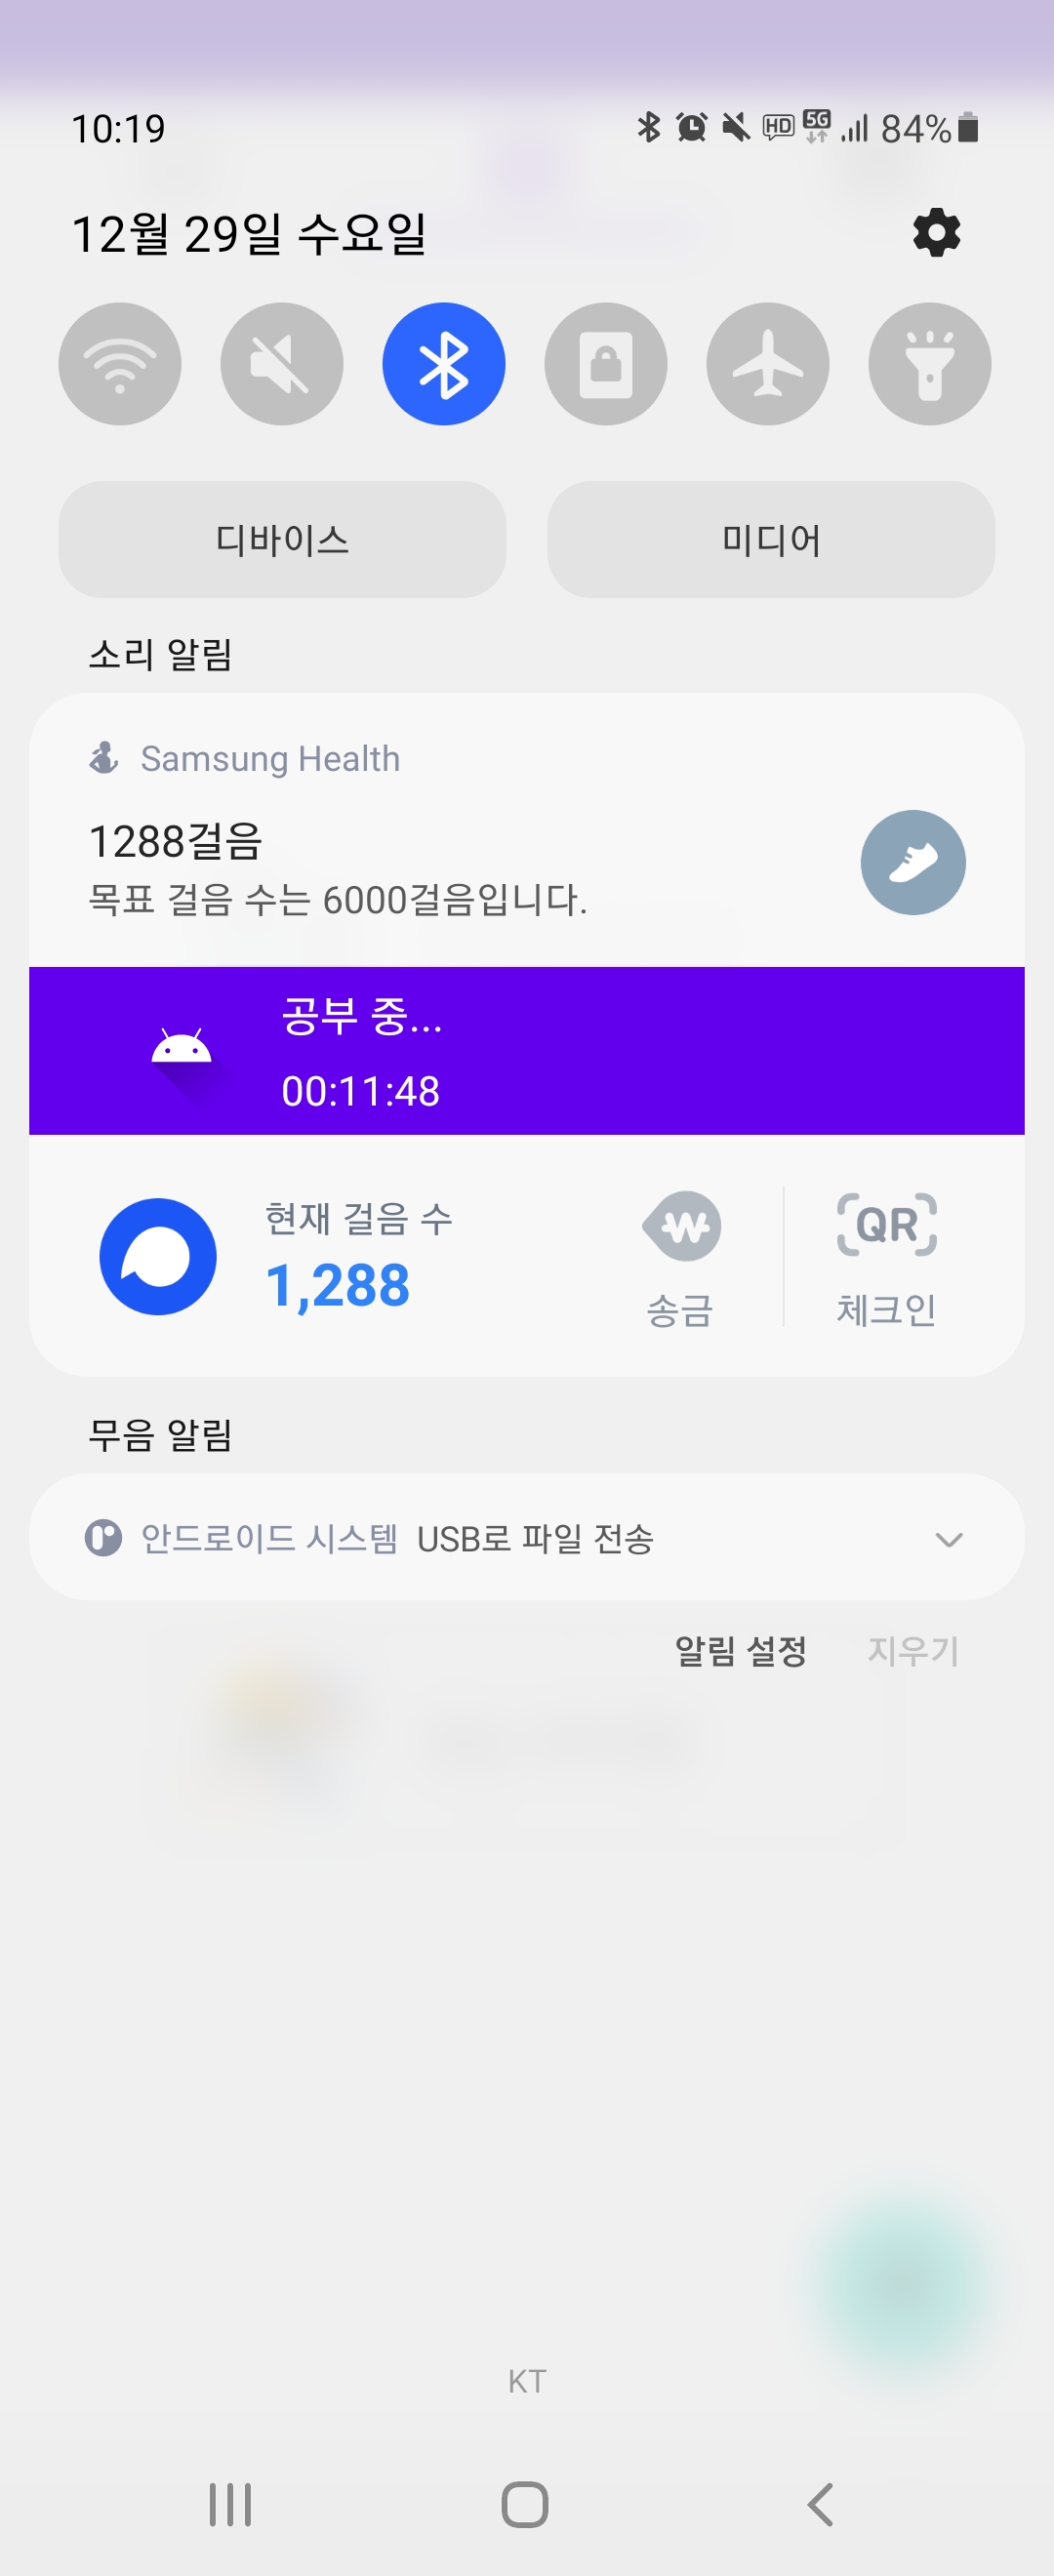 10:19
HD 5G 84%
12월 29일 수요일
디바이스
미디어
소리 알림
Samsung Health
1288걸음
목표 걸음 수는 6000걸음입니다.
공부 중...
00:11:48
현재 걸음 수
1,288
W
송금
QR
체크인
무음 알림
안드로이드 시스템 USB로 파일 전송
알림 설정
지우기
KT